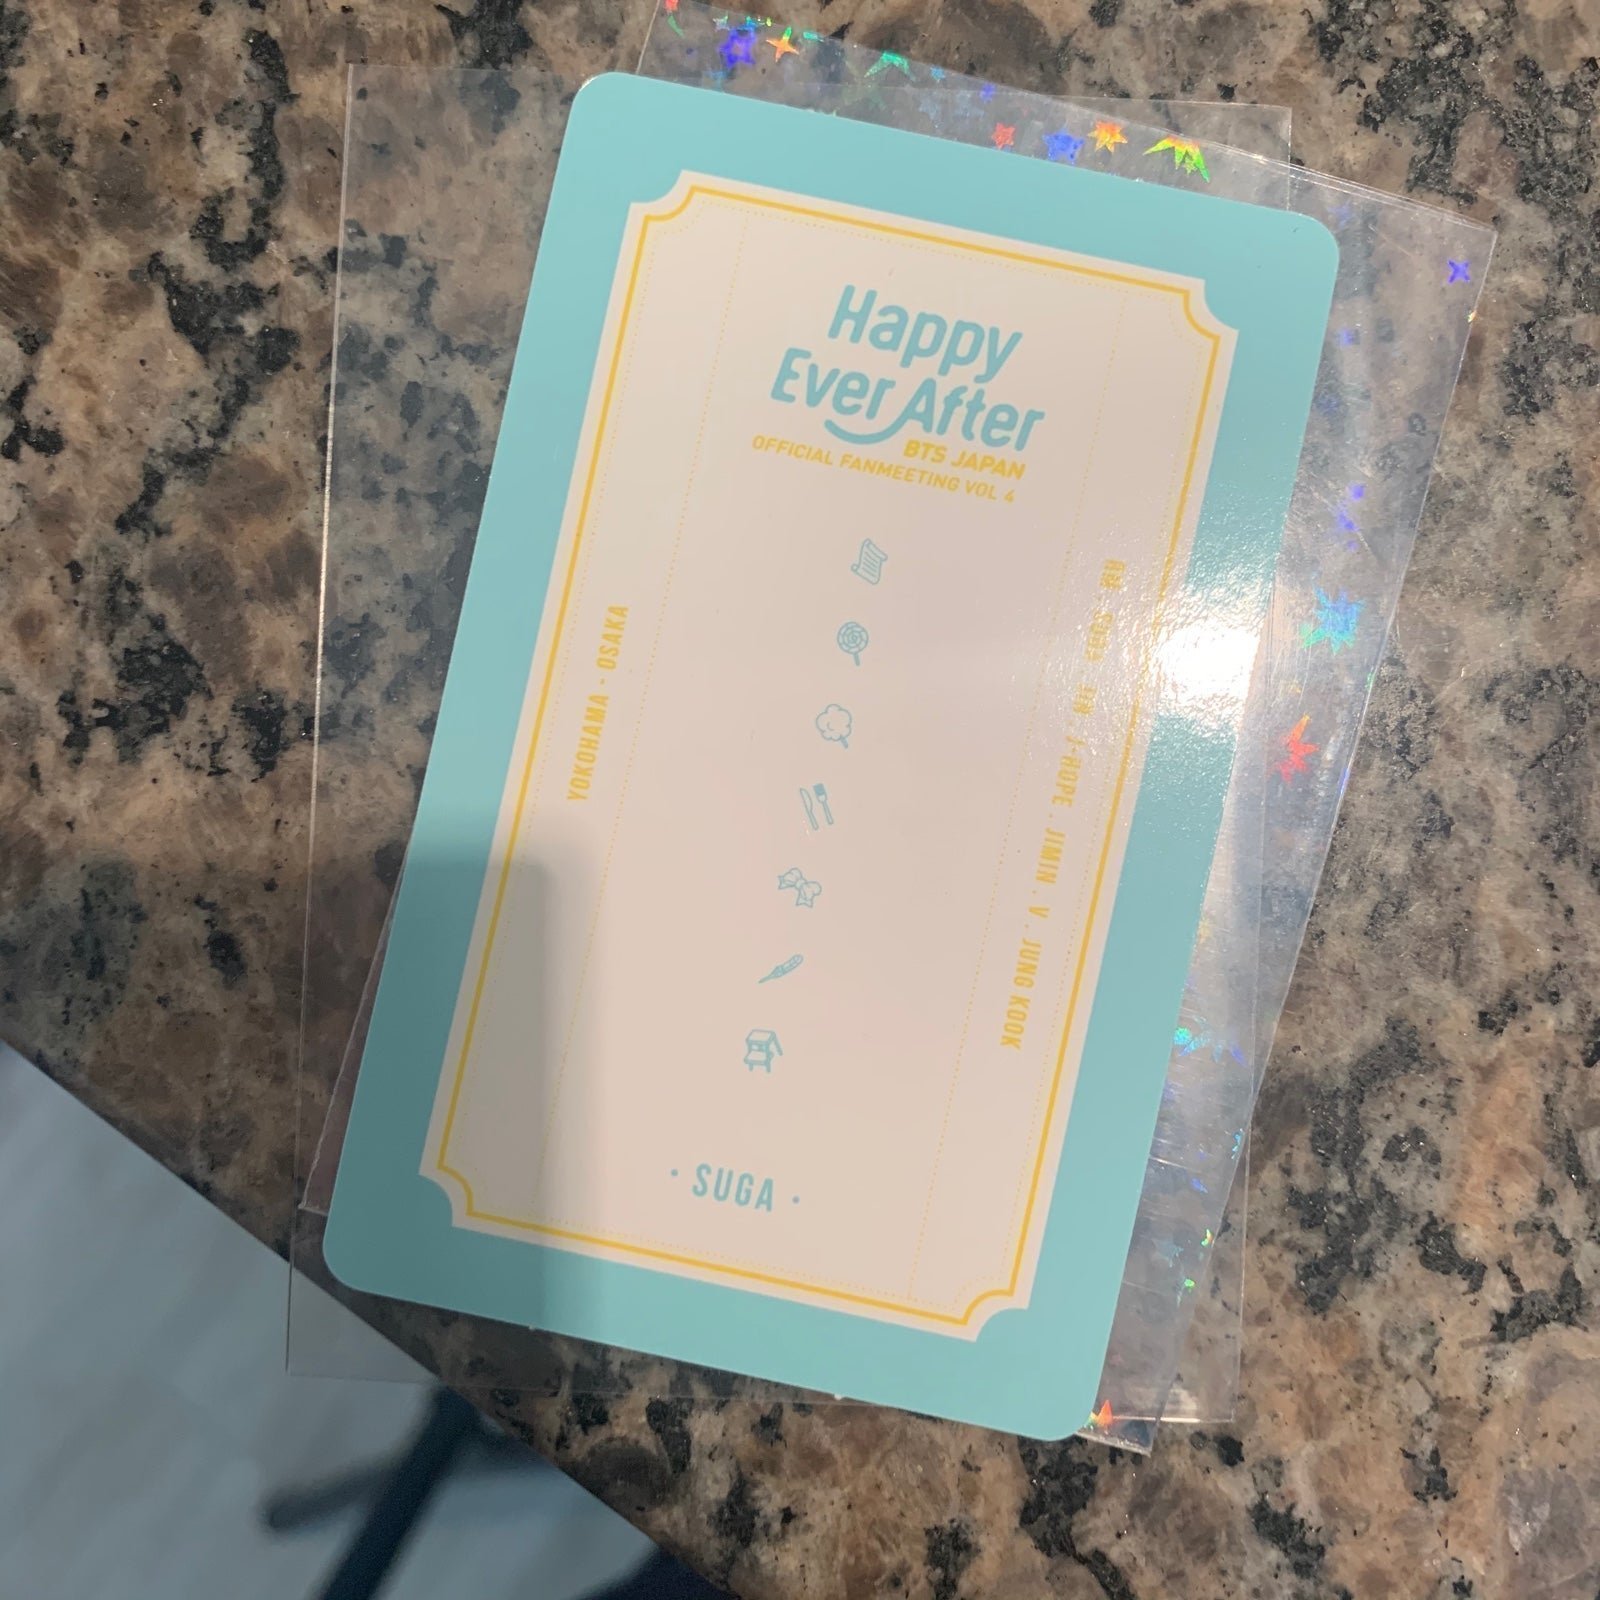 Happy
Ever After
BTS JAPAN
OFFICIAL FANMEETING VOL 4
YOKOHAMA · OSAKA
RM . SUGA . JIN . J-HOPE . JIMIN . V . JUNG KOOK
· SUGA ·